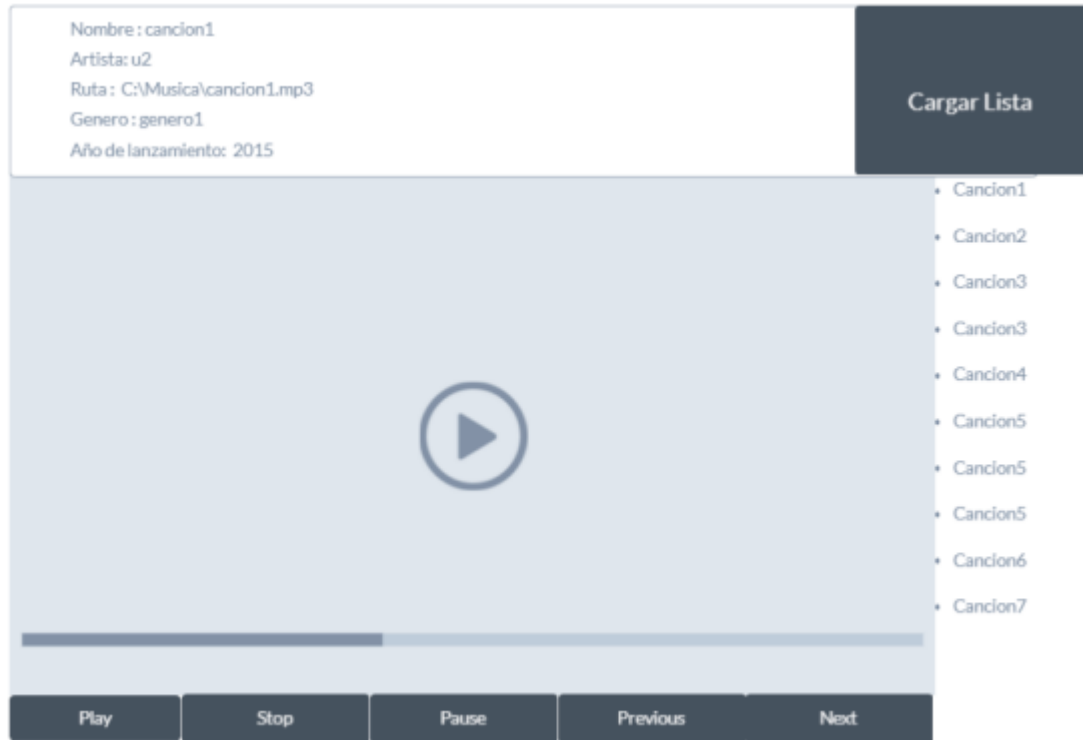 Nombre : cancion1
Artista: u2
Ruta : C:\Musica\cancion1.mp3
Genero : genero1
Año de lanzamiento: 2015
Cargar Lista
Cancion1
Cancion2
Cancion3
Cancion3
Cancion4
Cancion5
Cancion5
Cancion5
Cancion6
Cancion7
Play
Stop
Pause
Previous
Next